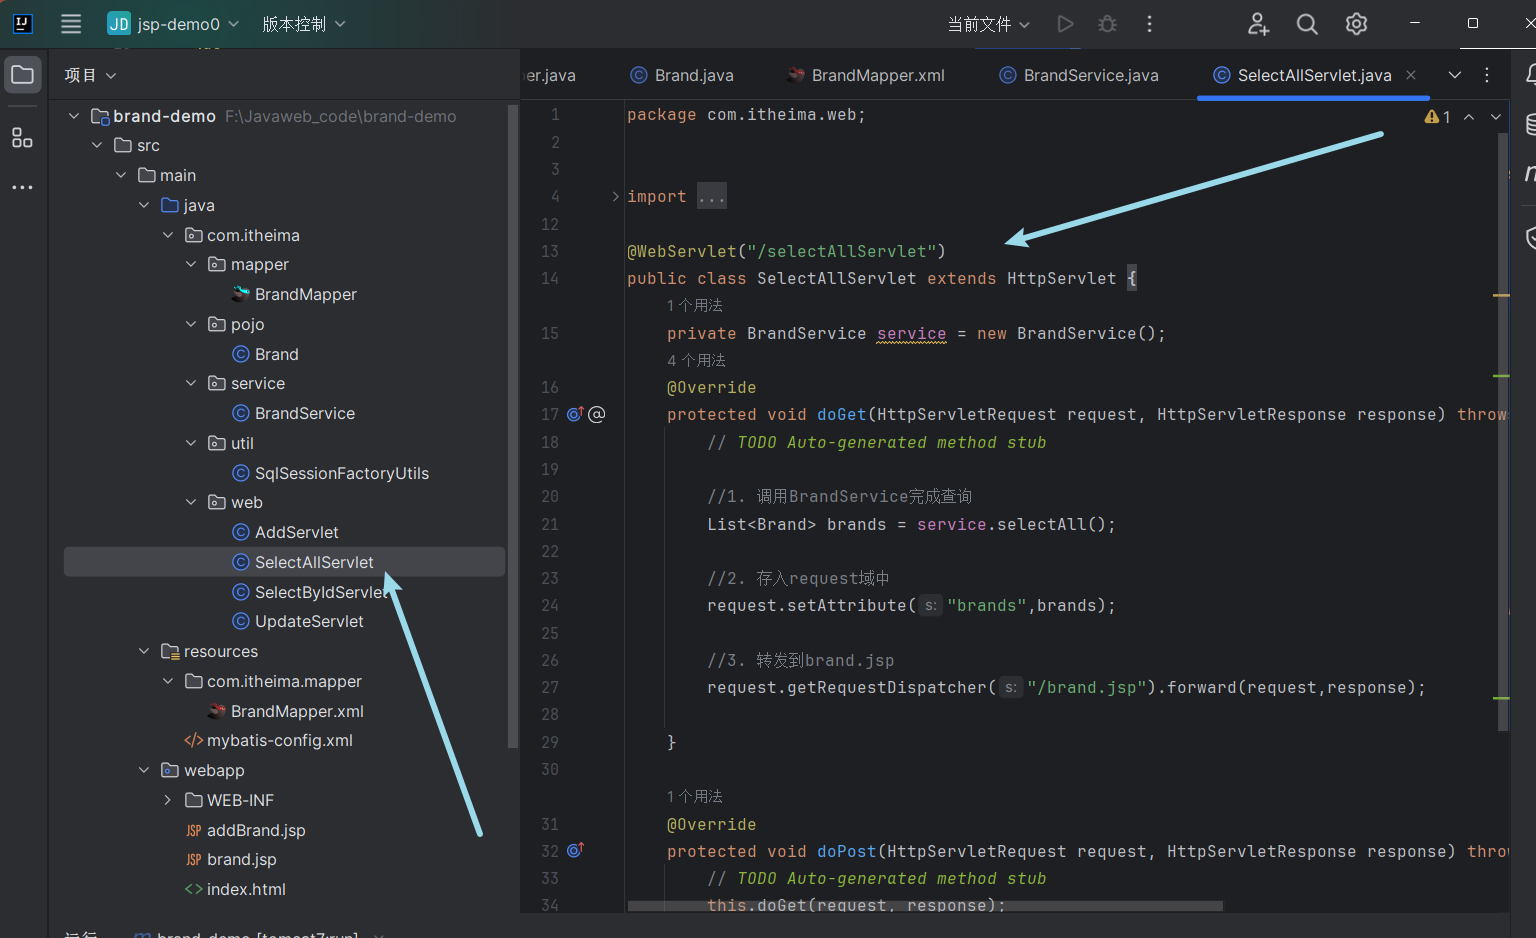 JD jsp-demo0 版本控制 当前文件
项目
er.java Brand.java BrandMapper.xml BrandService.java SelectAllServlet.java
brand-demo F:\Javaweb_code\brand-demo
src
main
java
com.itheima
mapper
BrandMapper
pojo
Brand
service
BrandService
util
SqlSessionFactoryUtils
web
AddServlet
SelectAllServlet
SelectByIdServlet
UpdateServlet
resources
com.itheima.mapper
BrandMapper.xml
</> mybatis-config.xml
webapp
WEB-INF
JSP addBrand.jsp
JSP brand.jsp
<> index.html
1 package com.itheima.web; 1
2
3
4 import ...
12
13 @WebServlet("/selectAllServlet")
14 public class SelectAllServlet extends HttpServlet {
1 个用法
15 private BrandService service = new BrandService();
4 个用法
16 @Override
17 @ protected void doGet(HttpServletRequest request, HttpServletResponse response) throw
18 // TODO Auto-generated method stub
19
20 //1. 调用BrandService完成查询
21 List<Brand> brands = service.selectAll();
22
23 //2. 存入request域中
24 request.setAttribute( s: "brands",brands);
25
26 //3. 转发到brand.jsp
27 request.getRequestDispatcher( s: "/brand.jsp").forward(request,response);
28
29 }
30
1 个用法
31 @Override
32 protected void doPost(HttpServletRequest request, HttpServletResponse response) thro
33 // TODO Auto-generated method stub
34 this.doGet(request, response);
运行 brand-demo [tomcat7:run]